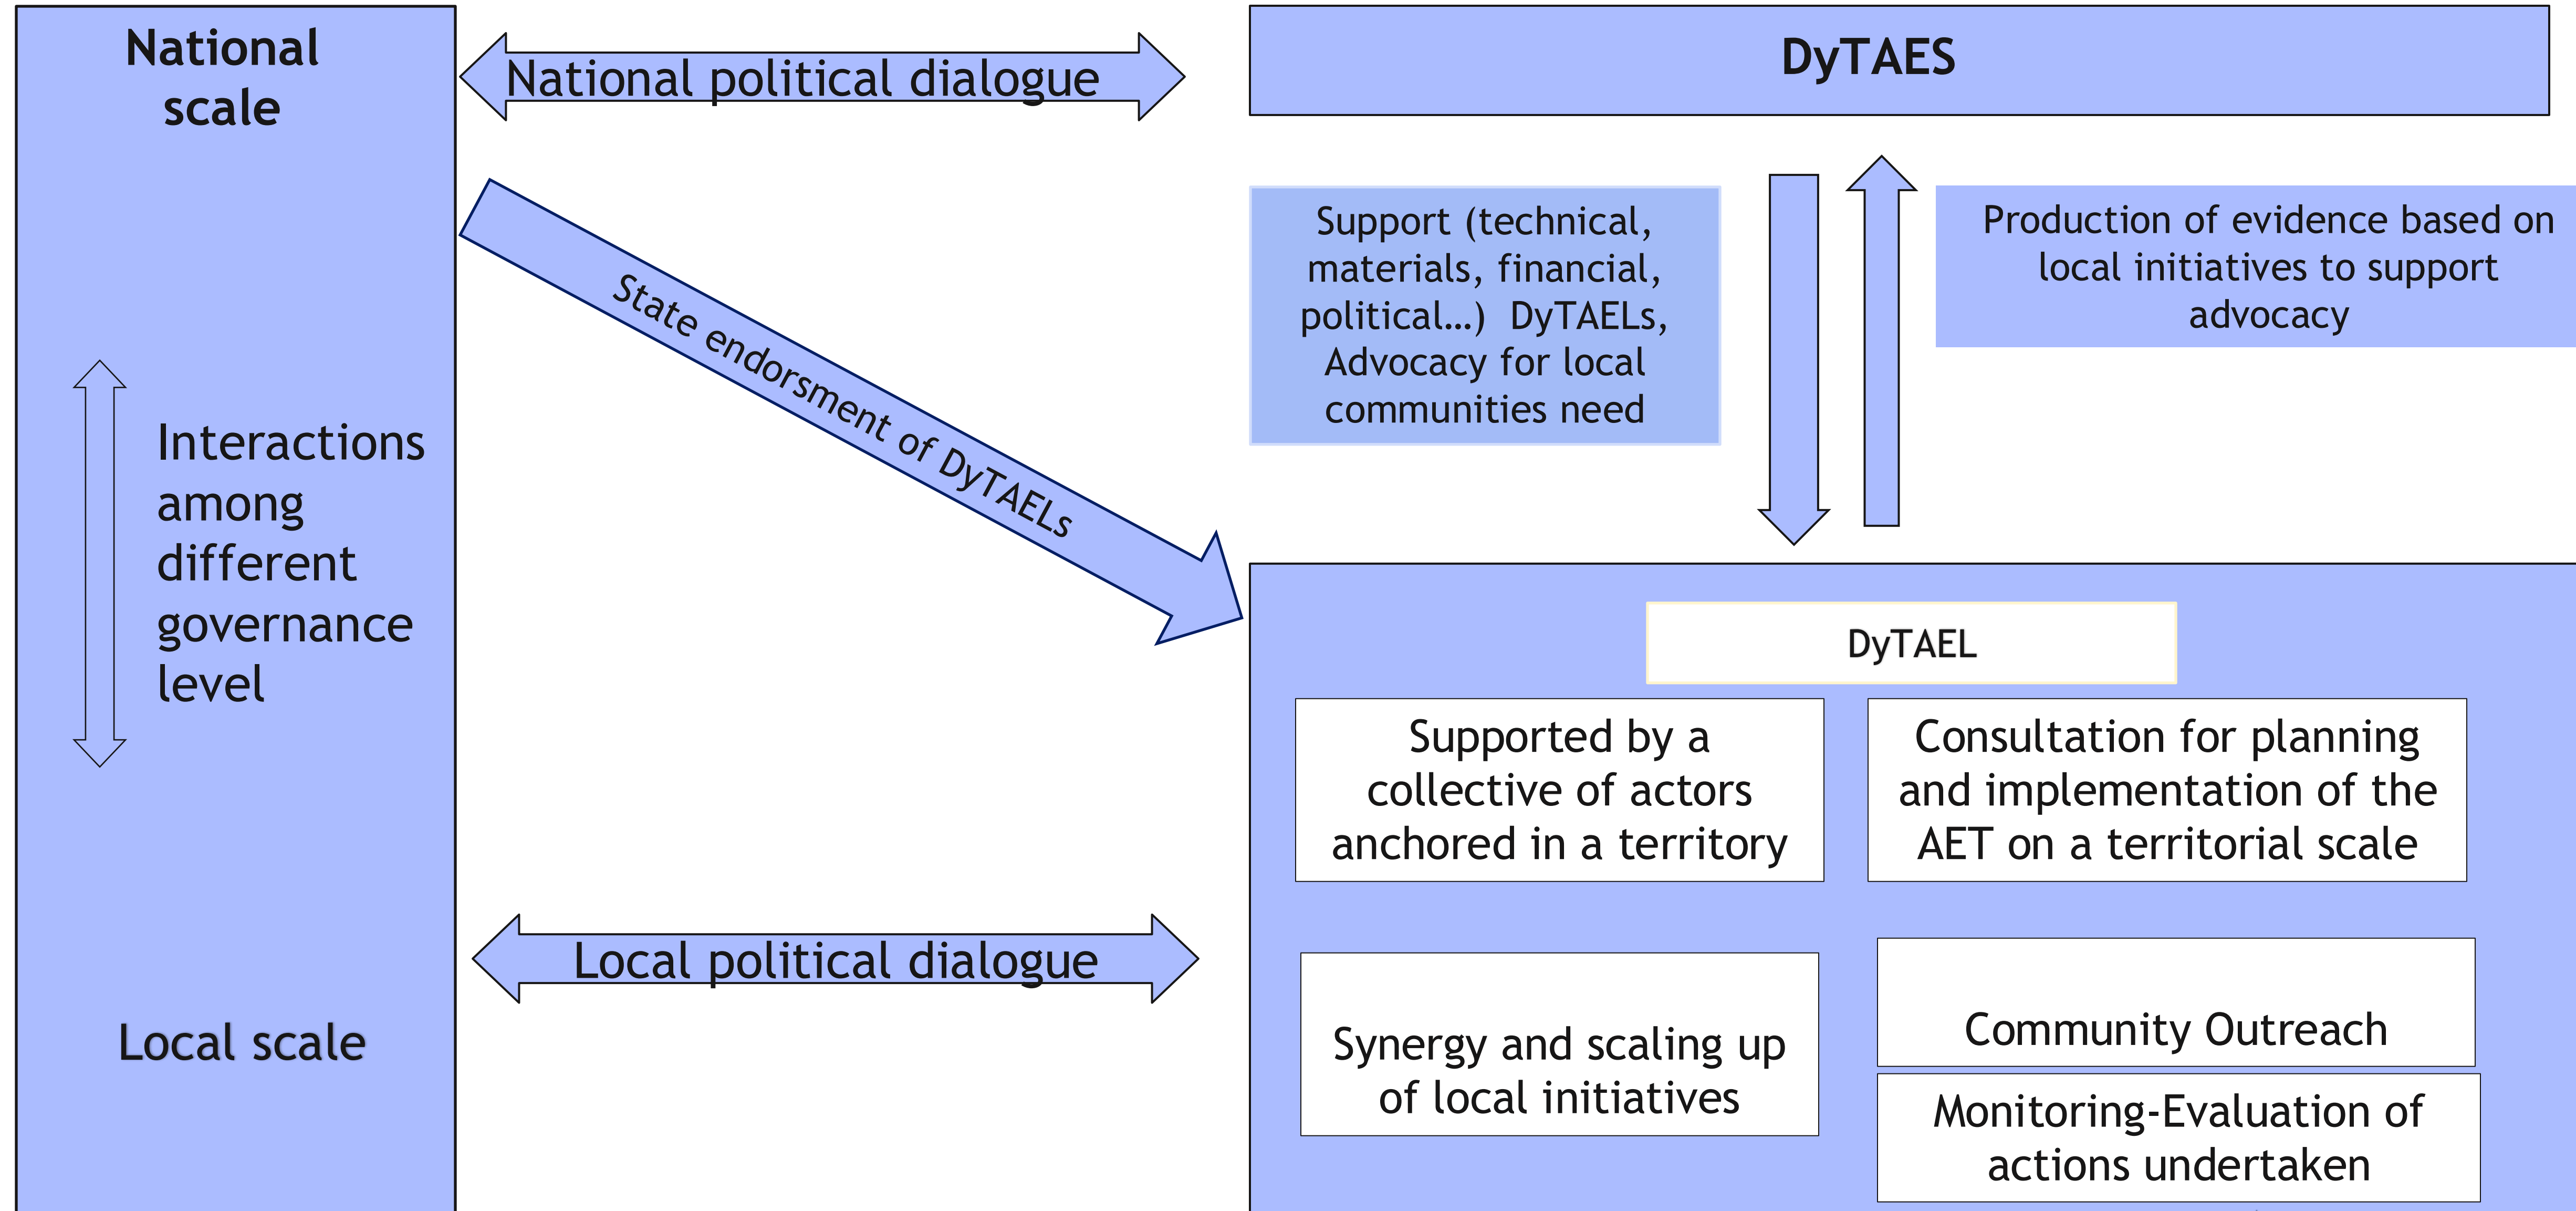 National
scale
National political dialogue
DyTAES
Support (technical,
materials, financial,
political…)  DyTAELs,
Advocacy for local
communities need
Production of evidence based on
local initiatives to support
advocacy
State endorsment of DyTAELs
Interactions
among
different
governance
level
DyTAEL
Supported by a
collective of actors
anchored in a territory
Consultation for planning
and implementation of the
AET on a territorial scale
Local political dialogue
Local scale
Synergy and scaling up
of local initiatives
Community Outreach
Monitoring-Evaluation of
actions undertaken